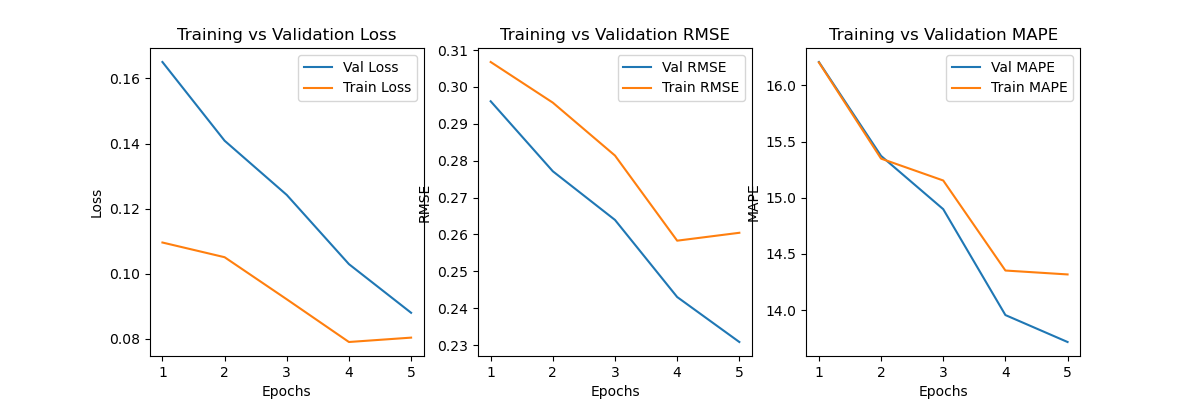 Training vs Validation Loss
Val Loss
Train Loss
0.16
0.14
0.12
0.10
0.08
Loss
1 2 3 4 5
Epochs
Training vs Validation RMSE
Val RMSE
Train RMSE
0.31
0.30
0.29
0.28
0.27
0.26
0.25
0.24
0.23
RMSE
1 2 3 4 5
Epochs
Training vs Validation MAPE
Val MAPE
Train MAPE
16.0
15.5
15.0
14.5
14.0
MAPE
1 2 3 4 5
Epochs